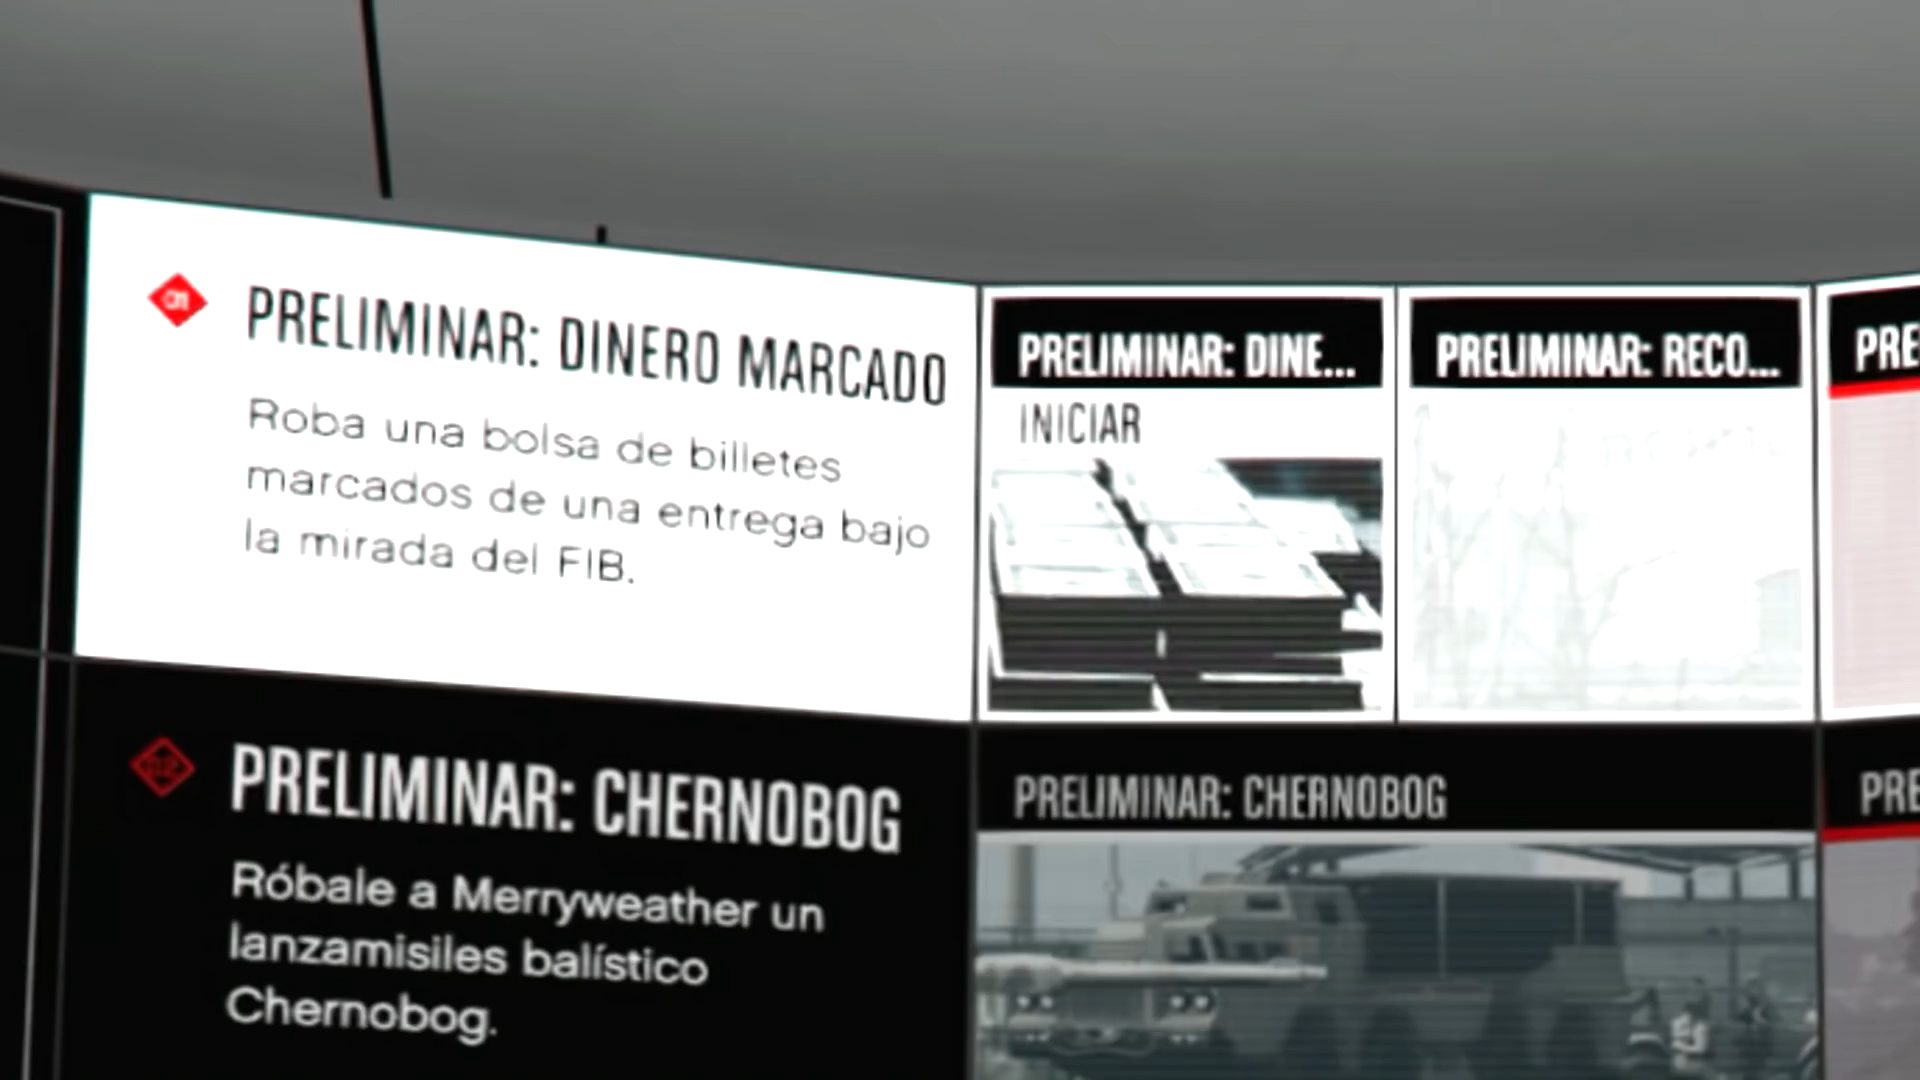 PRELIMINAR: DINERO MARCADO
Roba una bolsa de billetes
marcados de una entrega bajo
la mirada del FIB.
PRELIMINAR: DINE...
INICIAR
PRELIMINAR: RECO...
PRE
PRELIMINAR: CHERNOBOG
Róbale a Merryweather un
lanzamisiles balístico
Chernobog.
PRELIMINAR: CHERNOBOG
PRE